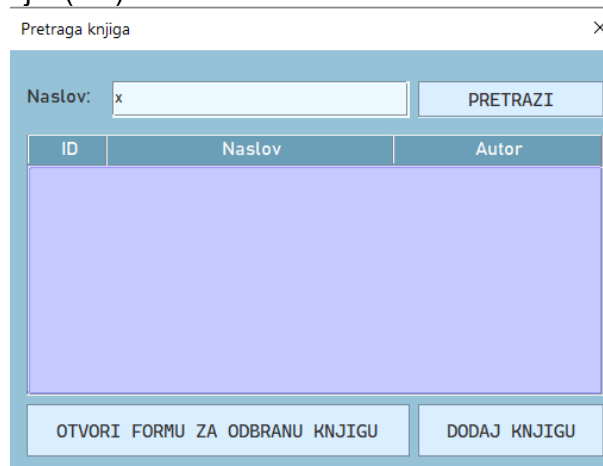 Pretraga knjiga
Naslov: x PRETRAZI
ID Naslov Autor
OTVORI FORMU ZA ODBRANU KNJIGU DODAJ KNJIGU